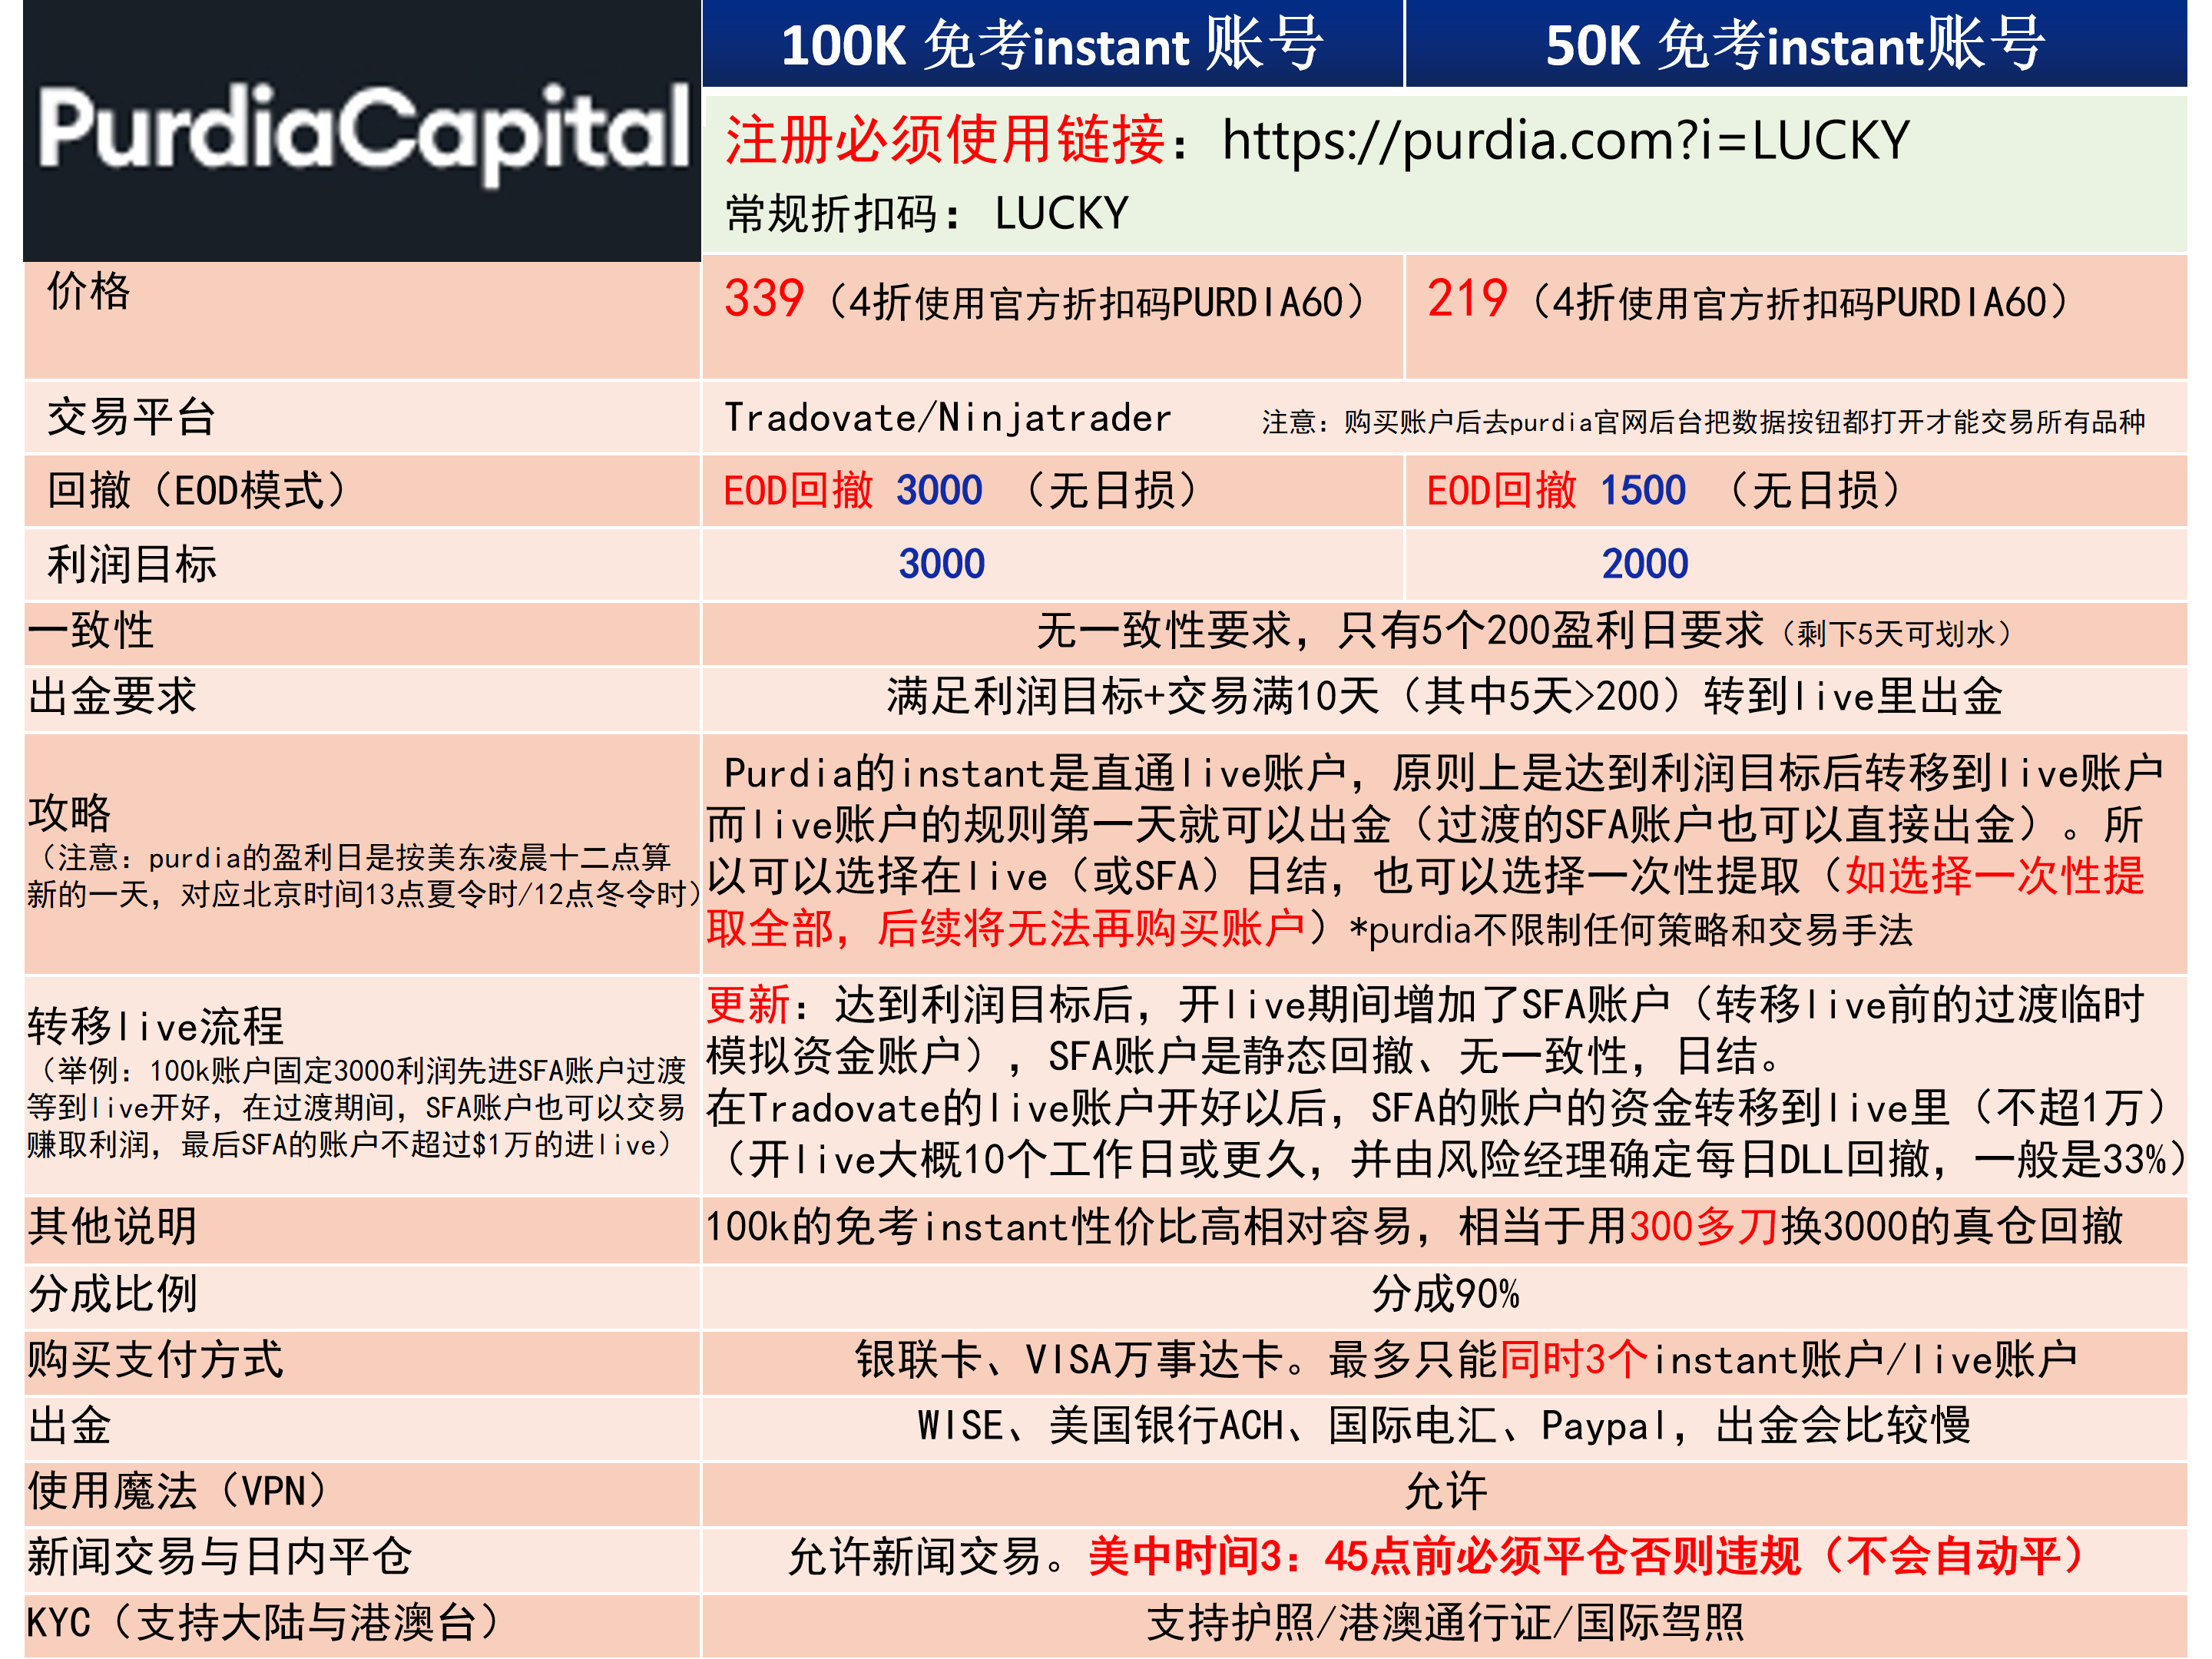 PurdiaCapital
100K 免考instant 账号
50K 免考instant账号
注册必须使用链接：https://purdia.com?i=LUCKY
常规折扣码： LUCKY
价格
339（4折使用官方折扣码PURDIA60）
219（4折使用官方折扣码PURDIA60）
交易平台
Tradovate/Ninjatrader 注意：购买账户后去purdia官网后台把数据按钮都打开才能交易所有品种
回撤（EOD模式）
EOD回撤 3000 （无日损）
EOD回撤 1500 （无日损）
利润目标
3000
2000
一致性
无一致性要求，只有5个200盈利日要求（剩下5天可划水）
出金要求
满足利润目标+交易满10天（其中5天>200）转到live里出金
攻略
（注意：purdia的盈利日是按美东凌晨十二点算
新的一天，对应北京时间13点夏令时/12点冬令时）
Purdia的instant是直通live账户，原则上是达到利润目标后转移到live账户
而live账户的规则第一天就可以出金（过渡的SFA账户也可以直接出金）。所
以可以选择在live（或SFA）日结，也可以选择一次性提取（如选择一次性提
取全部，后续将无法再购买账户）*purdia不限制任何策略和交易手法
转移live流程
（举例：100k账户固定3000利润先进SFA账户过渡
等到live开好，在过渡期间，SFA账户也可以交易
赚取利润，最后SFA的账户不超过$1万的进live）
更新：达到利润目标后，开live期间增加了SFA账户（转移live前的过渡临时
模拟资金账户），SFA账户是静态回撤、无一致性，日结。
在Tradovate的live账户开好以后，SFA的账户的资金转移到live里（不超1万）
（开live大概10个工作日或更久，并由风险经理确定每日DLL回撤，一般是33%）
其他说明
100k的免考instant性价比高相对容易，相当于用300多刀换3000的真仓回撤
分成比例
分成90%
购买支付方式
银联卡、VISA万事达卡。最多只能同时3个instant账户/live账户
出金
WISE、美国银行ACH、国际电汇、Paypal，出金会比较慢
使用魔法（VPN）
允许
新闻交易与日内平仓
允许新闻交易。美中时间3：45点前必须平仓否则违规（不会自动平）
KYC（支持大陆与港澳台）
支持护照/港澳通行证/国际驾照